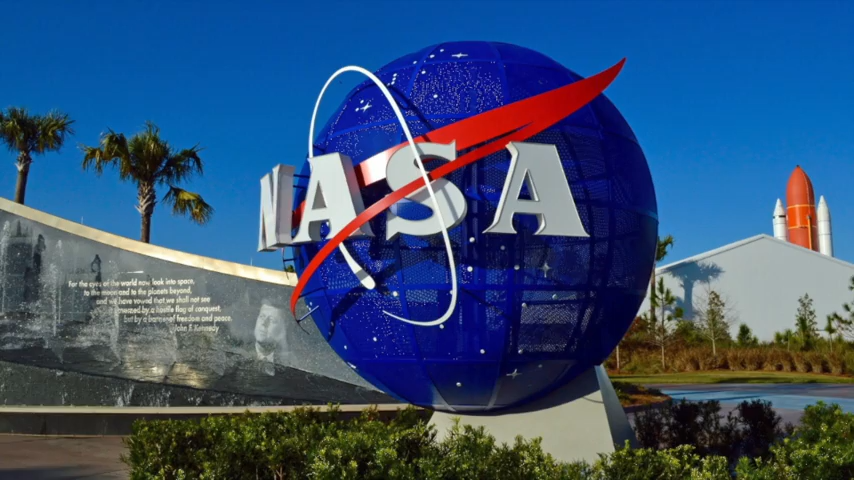 NASA
For the eyes of the world now look into space,
to the moon and to the planets beyond,
and we have vowed that we shall not see
governed by a hostile flag of conquest,
but by a banner of freedom and peace.
John F. Kennedy